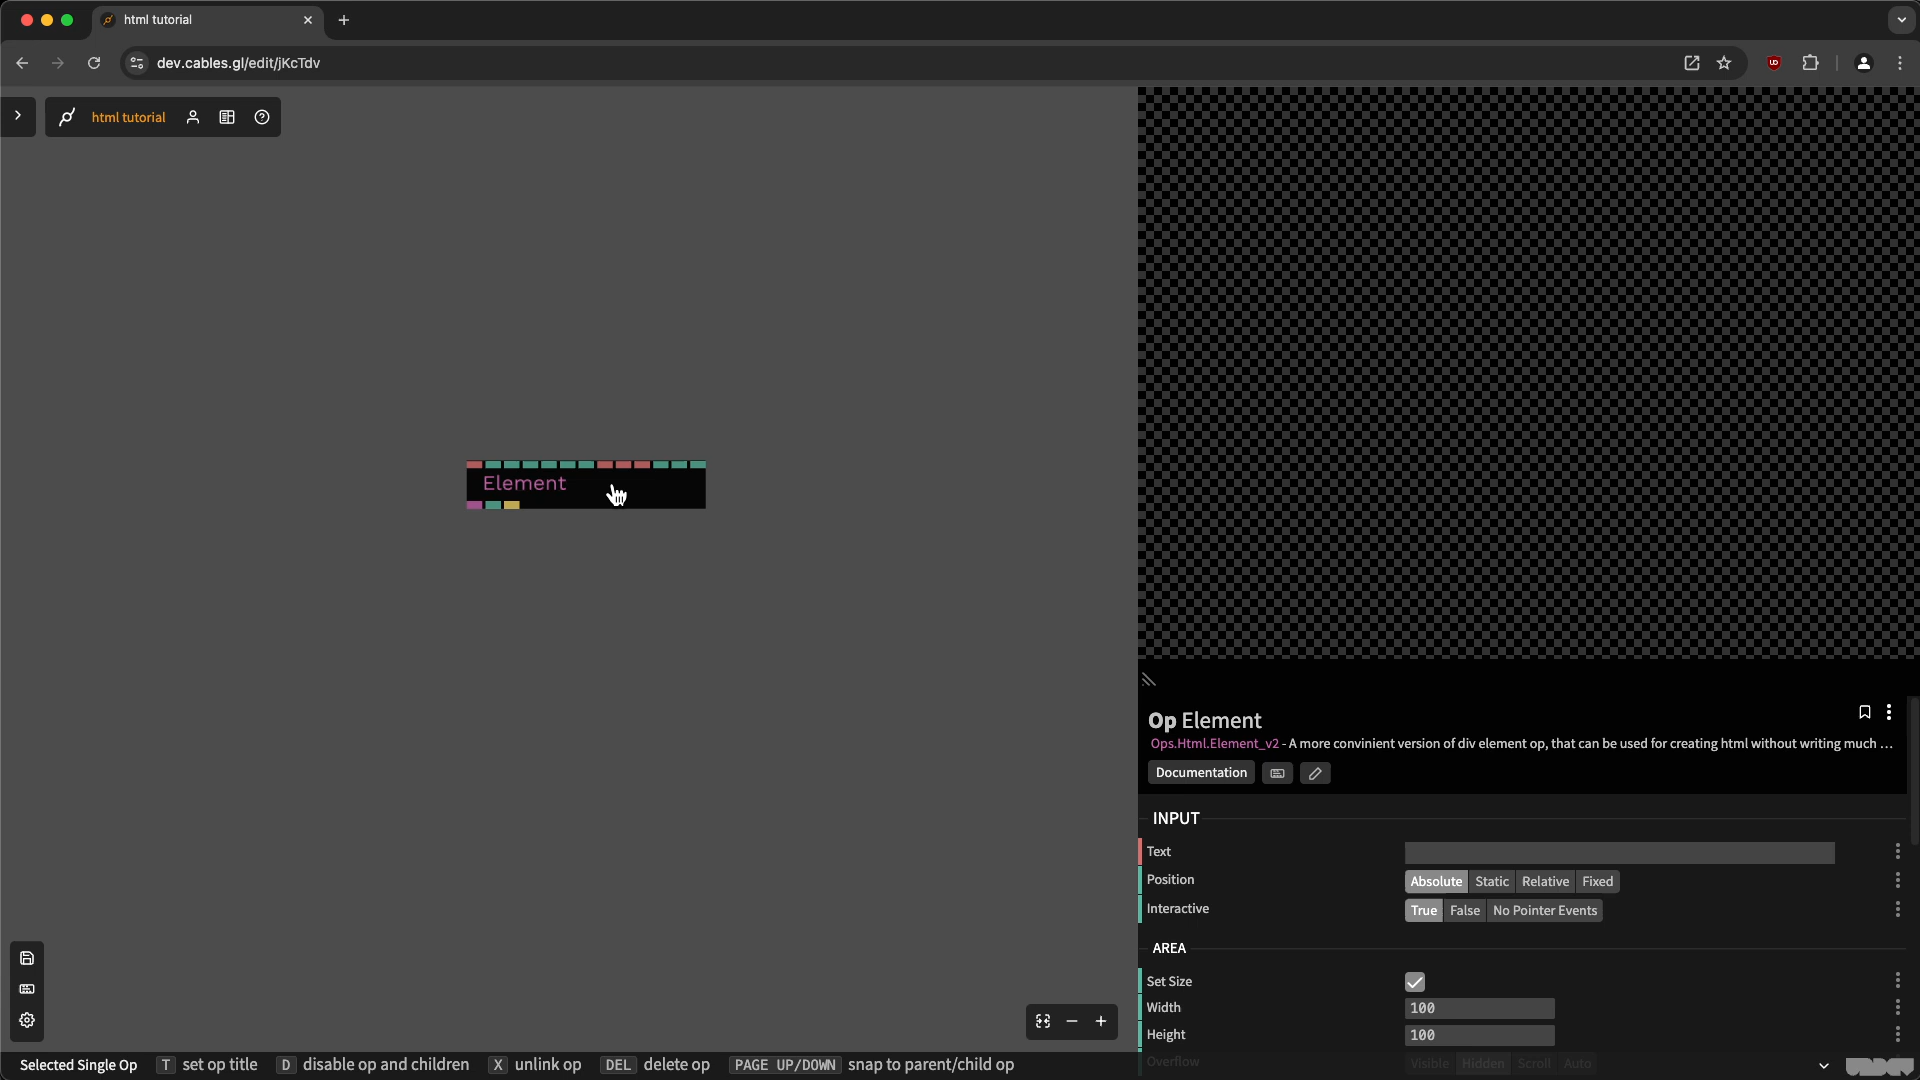 html tutorial
dev.cables.gl/edit/jKcTdv
html tutorial
Element
Op Element
Ops.Html.Element_v2 - A more convinient version of div element op, that can be used for creating html without writing much ...
Documentation
INPUT
Text
Position Absolute Static Relative Fixed
Interactive True False No Pointer Events
AREA
Set Size
Width 100
Height 100
Overflow Visible Hidden Scroll Auto
Selected Single Op T set op title D disable op and children X unlink op DEL delete op PAGE UP/DOWN snap to parent/child op